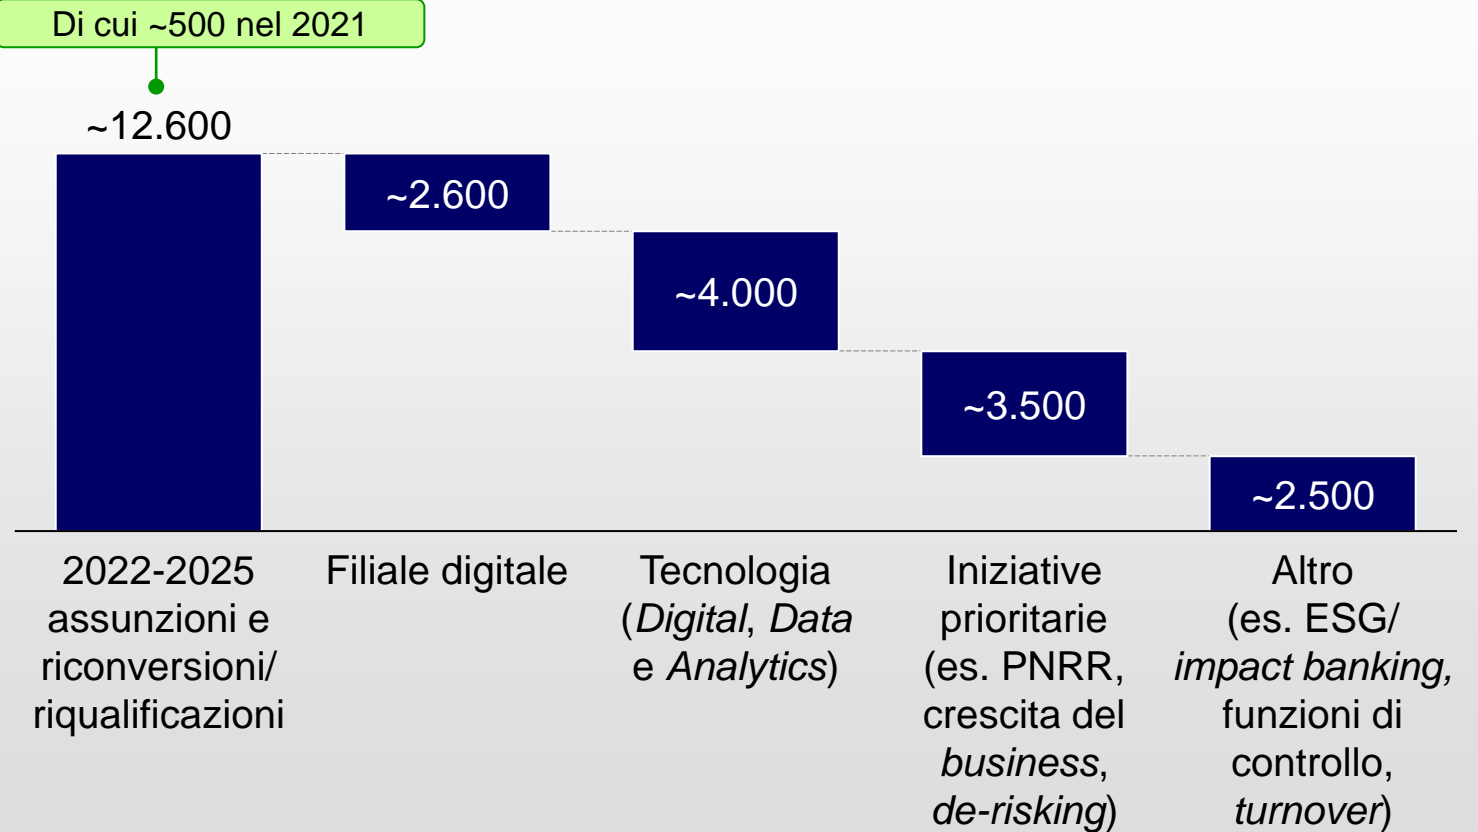 Di cui ~500 nel 2021
~12.600
~2.600
~4.000
~3.500
~2.500
2022-2025
assunzioni e
riconversioni/
riqualificazioni
Filiale digitale
Tecnologia
(Digital, Data
e Analytics)
Iniziative
prioritarie
(es. PNRR,
crescita del
business,
de-risking)
Altro
(es. ESG/
impact banking,
funzioni di
controllo,
turnover)